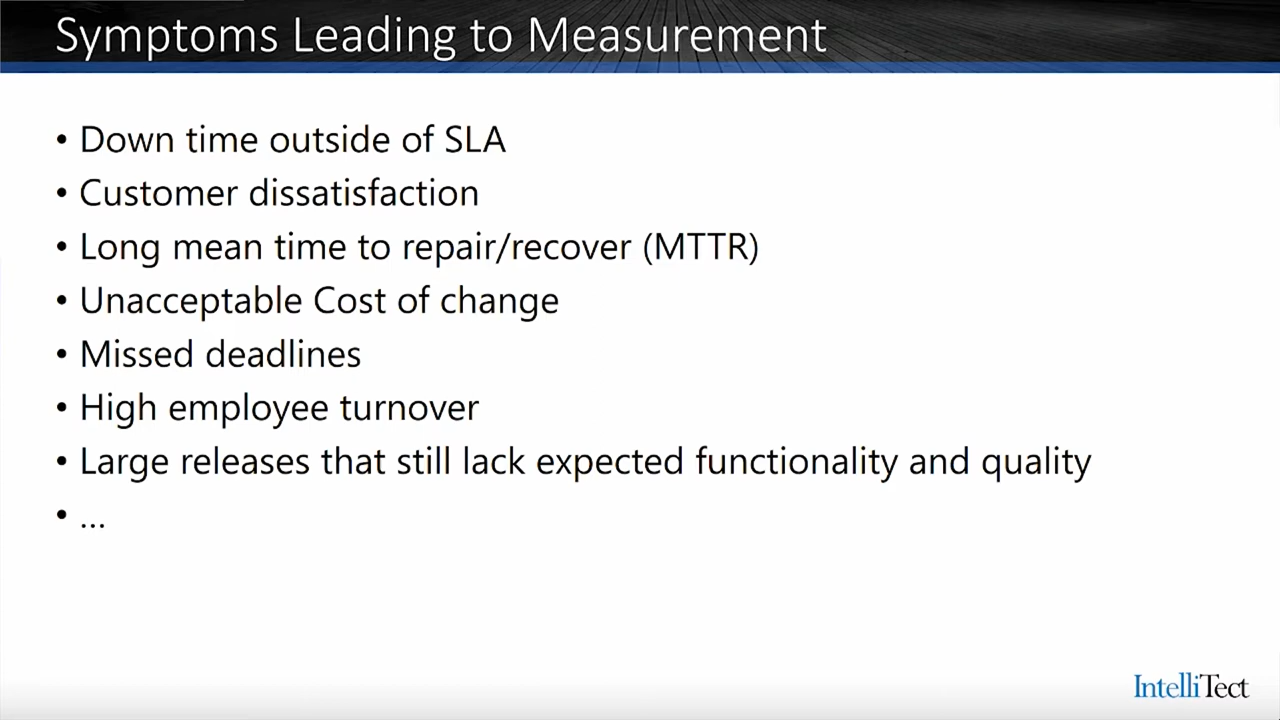 Symptoms Leading to Measurement
• Down time outside of SLA
• Customer dissatisfaction
• Long mean time to repair/recover (MTTR)
• Unacceptable Cost of change
• Missed deadlines
• High employee turnover
• Large releases that still lack expected functionality and quality
• ...
IntelliTect